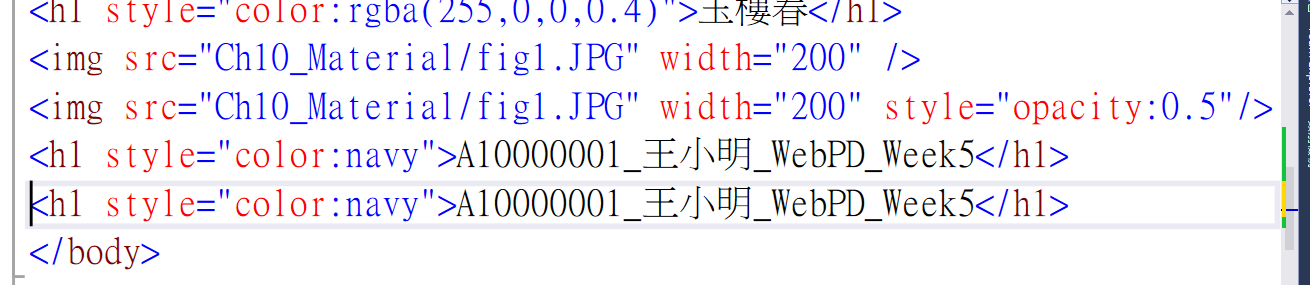 <h1 style="color:rgba(255,0,0,0.4)">玉樓春</h1>
<img src="Ch10_Material/fig1.JPG" width="200" />
<img src="Ch10_Material/fig1.JPG" width="200" style="opacity:0.5"/>
<h1 style="color:navy">A10000001_王小明_WebPD_Week5</h1>
<h1 style="color:navy">A10000001_王小明_WebPD_Week5</h1>
</body>